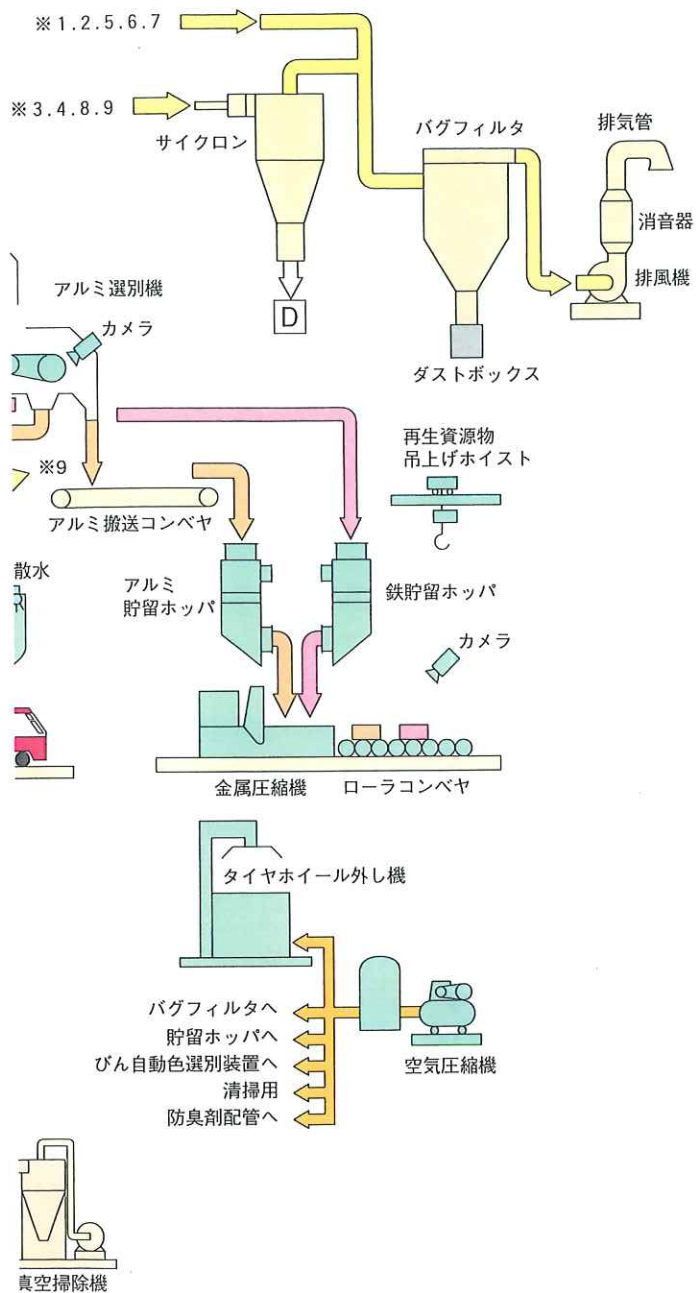 ※1.2.5.6.7
※3.4.8.9
サイクロン
バグフィルタ
排気管
消音器
排風機
D
ダストボックス
アルミ選別機
カメラ
※9
アルミ搬送コンベヤ
再生資源物
吊上げホイスト
散水
アルミ
貯留ホッパ
鉄貯留ホッパ
カメラ
金属圧縮機
ローラコンベヤ
タイヤホイール外し機
バグフィルタへ
貯留ホッパへ
びん自動色選別装置へ
清掃用
防臭剤配管へ
空気圧縮機
真空掃除機